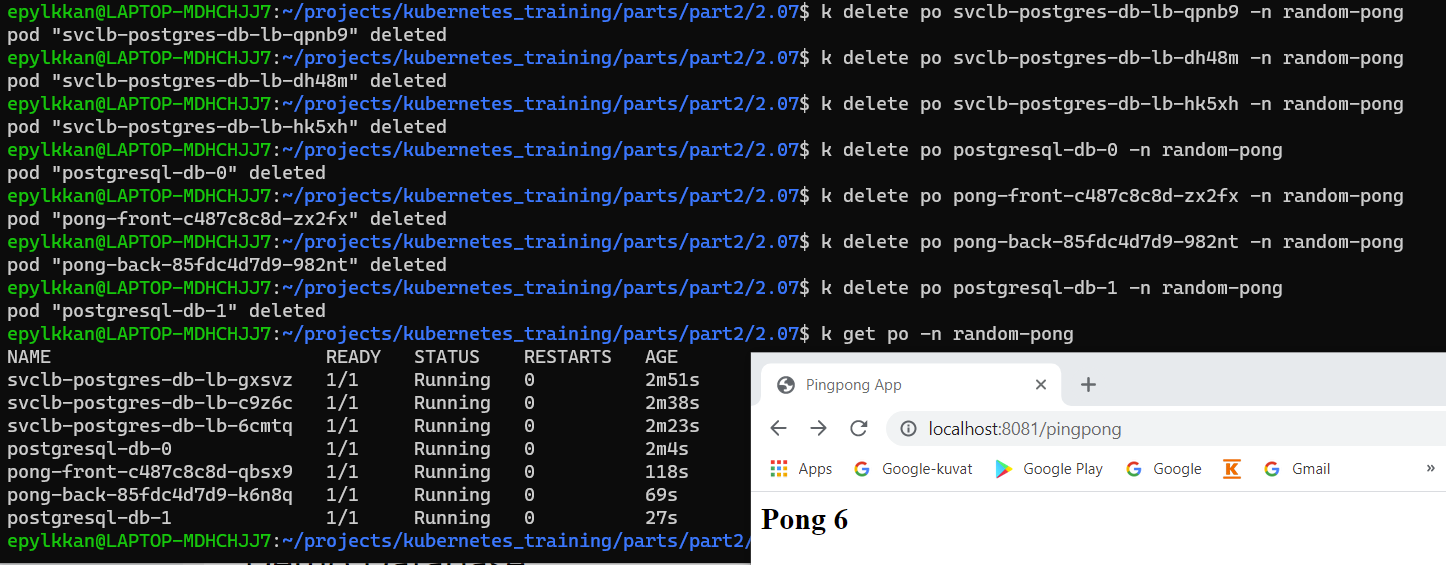 epylkkan@LAPTOP-MDHCHJJ7:~/projects/kubernetes_training/parts/part2/2.07$ k delete po svclb-postgres-db-lb-qpnb9 -n random-pong
pod "svclb-postgres-db-lb-qpnb9" deleted
epylkkan@LAPTOP-MDHCHJJ7:~/projects/kubernetes_training/parts/part2/2.07$ k delete po svclb-postgres-db-lb-dh48m -n random-pong
pod "svclb-postgres-db-lb-dh48m" deleted
epylkkan@LAPTOP-MDHCHJJ7:~/projects/kubernetes_training/parts/part2/2.07$ k delete po svclb-postgres-db-lb-hk5xh -n random-pong
pod "svclb-postgres-db-lb-hk5xh" deleted
epylkkan@LAPTOP-MDHCHJJ7:~/projects/kubernetes_training/parts/part2/2.07$ k delete po postgresql-db-0 -n random-pong
pod "postgresql-db-0" deleted
epylkkan@LAPTOP-MDHCHJJ7:~/projects/kubernetes_training/parts/part2/2.07$ k delete po pong-front-c487c8c8d-zx2fx -n random-pong
pod "pong-front-c487c8c8d-zx2fx" deleted
epylkkan@LAPTOP-MDHCHJJ7:~/projects/kubernetes_training/parts/part2/2.07$ k delete po pong-back-85fdc4d7d9-982nt -n random-pong
pod "pong-back-85fdc4d7d9-982nt" deleted
epylkkan@LAPTOP-MDHCHJJ7:~/projects/kubernetes_training/parts/part2/2.07$ k delete po postgresql-db-1 -n random-pong
pod "postgresql-db-1" deleted
epylkkan@LAPTOP-MDHCHJJ7:~/projects/kubernetes_training/parts/part2/2.07$ k get po -n random-pong
NAME READY STATUS RESTARTS AGE
svclb-postgres-db-lb-gxsvz 1/1 Running 0 2m51s
svclb-postgres-db-lb-c9z6c 1/1 Running 0 2m38s
svclb-postgres-db-lb-6cmtq 1/1 Running 0 2m23s
postgresql-db-0 1/1 Running 0 2m4s
pong-front-c487c8c8d-qbsx9 1/1 Running 0 118s
pong-back-85fdc4d7d9-k6n8q 1/1 Running 0 69s
postgresql-db-1 1/1 Running 0 27s
epylkkan@LAPTOP-MDHCHJJ7:~/projects/kubernetes_training/parts/part2/
Pingpong App
localhost:8081/pingpong
Apps Google-kuvat Google Play Google K Gmail »
Pong 6